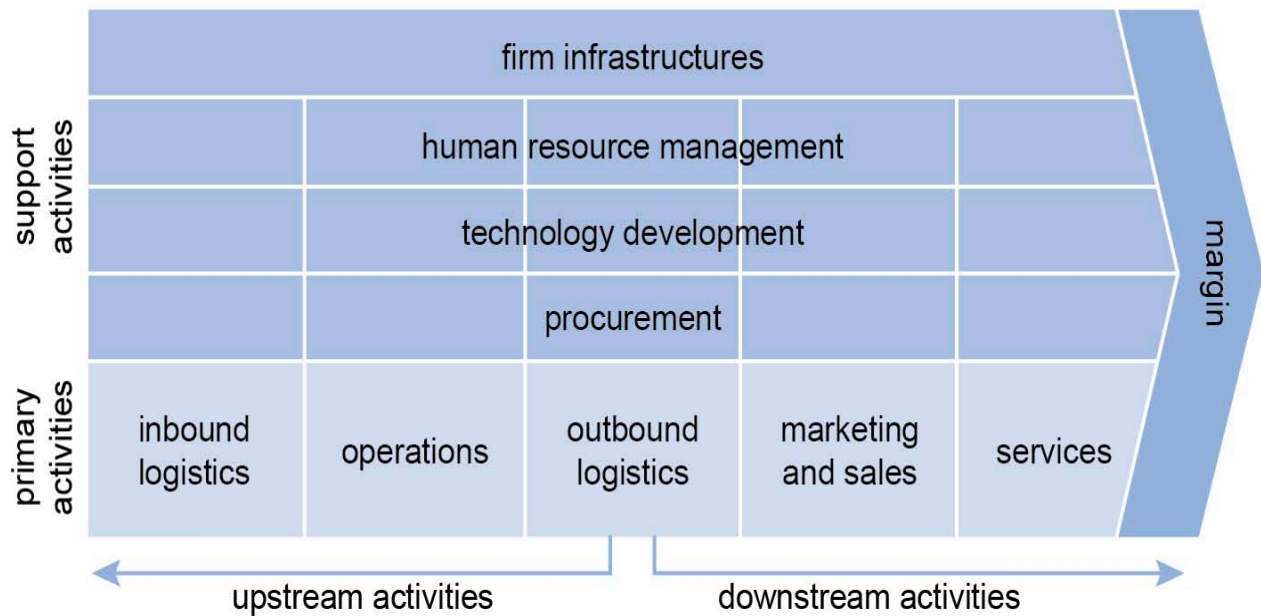 support
activities
primary
activities
firm infrastructures
human resource management
technology development
procurement
inbound
logistics
operations
outbound
logistics
marketing
and sales
services
margin
upstream activities
downstream activities